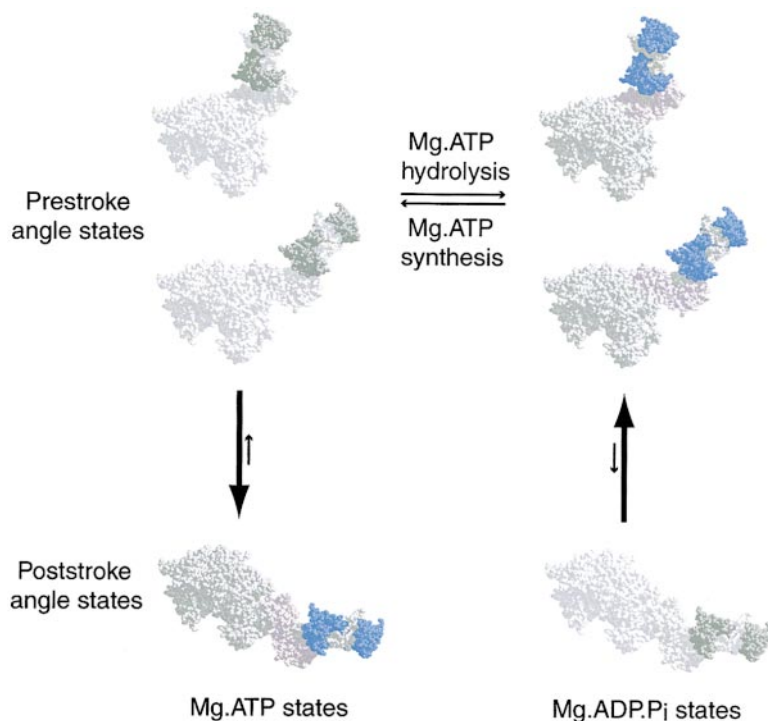 Prestroke
angle states
Mg.ATP
hydrolysis
Mg.ATP
synthesis
Poststroke
angle states
Mg.ATP states
Mg.ADP.Pi states